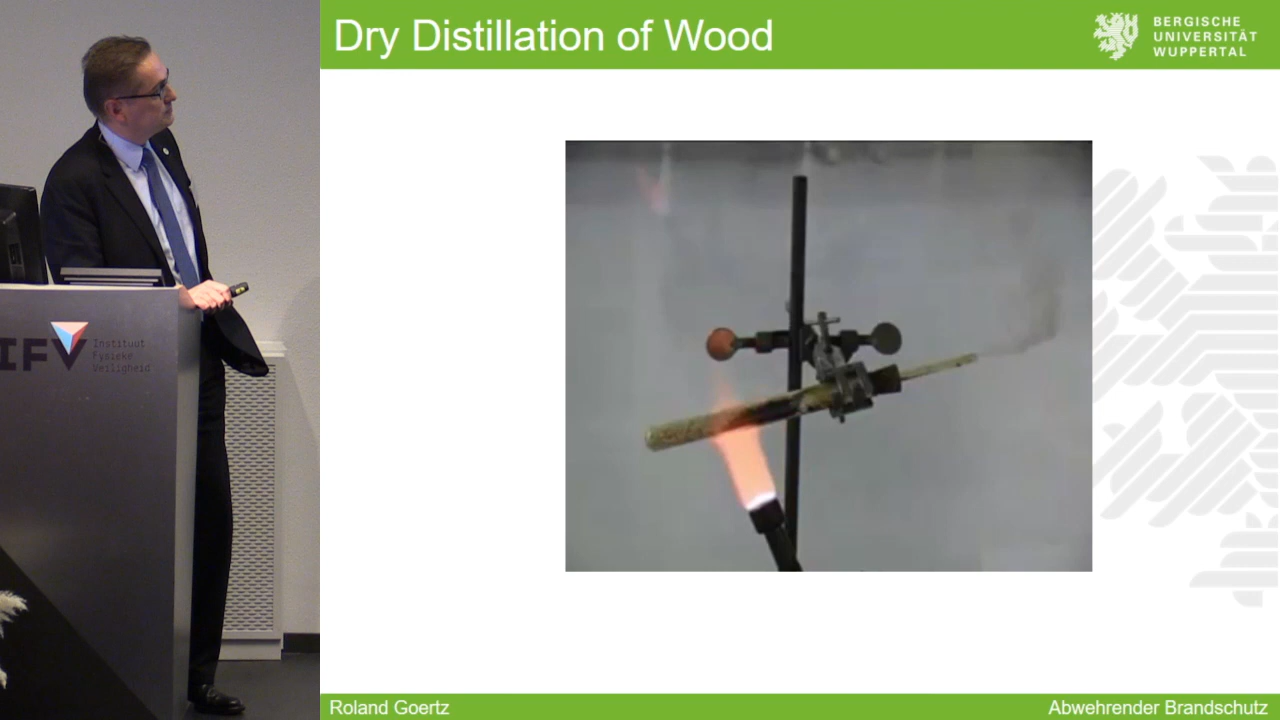 Dry Distillation of Wood
BERGISCHE
UNIVERSITÄT
WUPPERTAL
IFV
Instituut
Fysieke
Veiligheid
Roland Goertz
Abwehrender Brandschutz